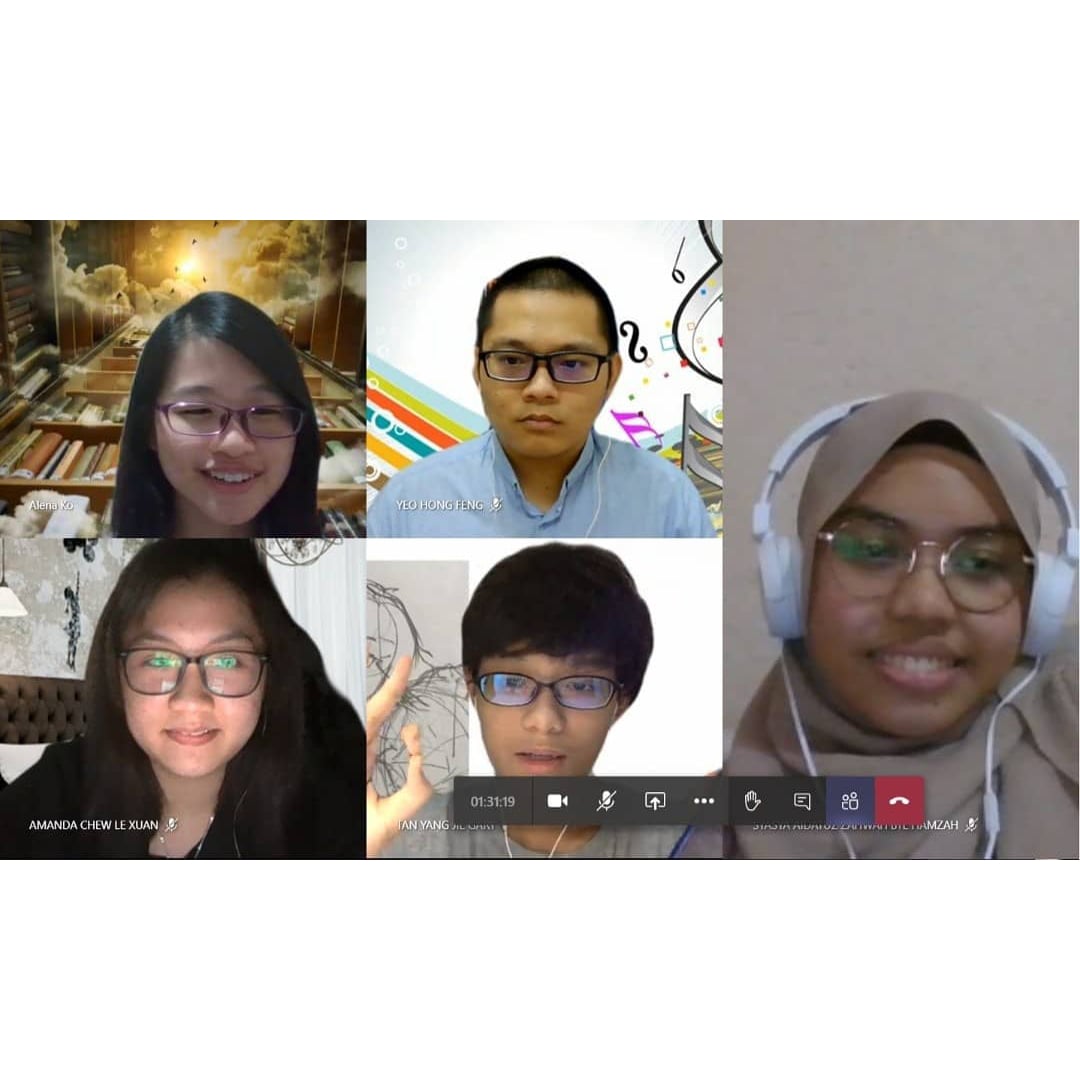 Alena Ko
YEO HONG FENG
AMANDA CHEW LE XUAN
TAN YANG
HAMZAH
01:31:19